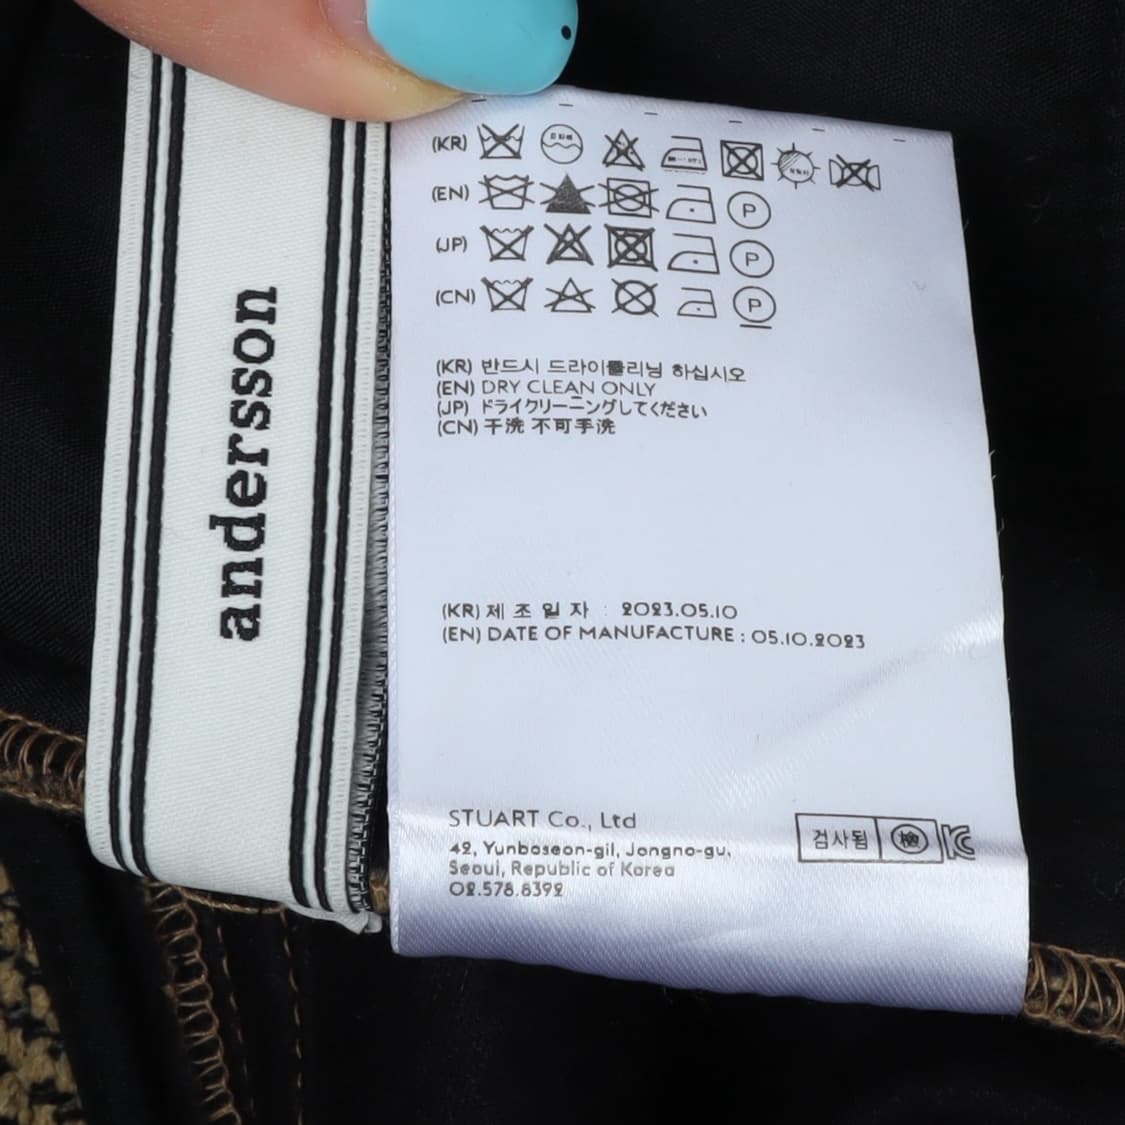 andersson
(KR)
(EN) P
(JP) P
(CN) P
(KR) 반드시 드라이클리닝 하십시오
(EN) DRY CLEAN ONLY
(JP) ドライクリーニングしてください
(CN) 干洗 不可手洗
(KR) 제 조 일 자 : 2023.05.10
(EN) DATE OF MANUFACTURE : 05.10.2023
STUART Co., Ltd
42, Yunboseon-gil, Jongno-gu,
Seoul, Republic of Korea
02.578.8392
검사됨 檢 KC